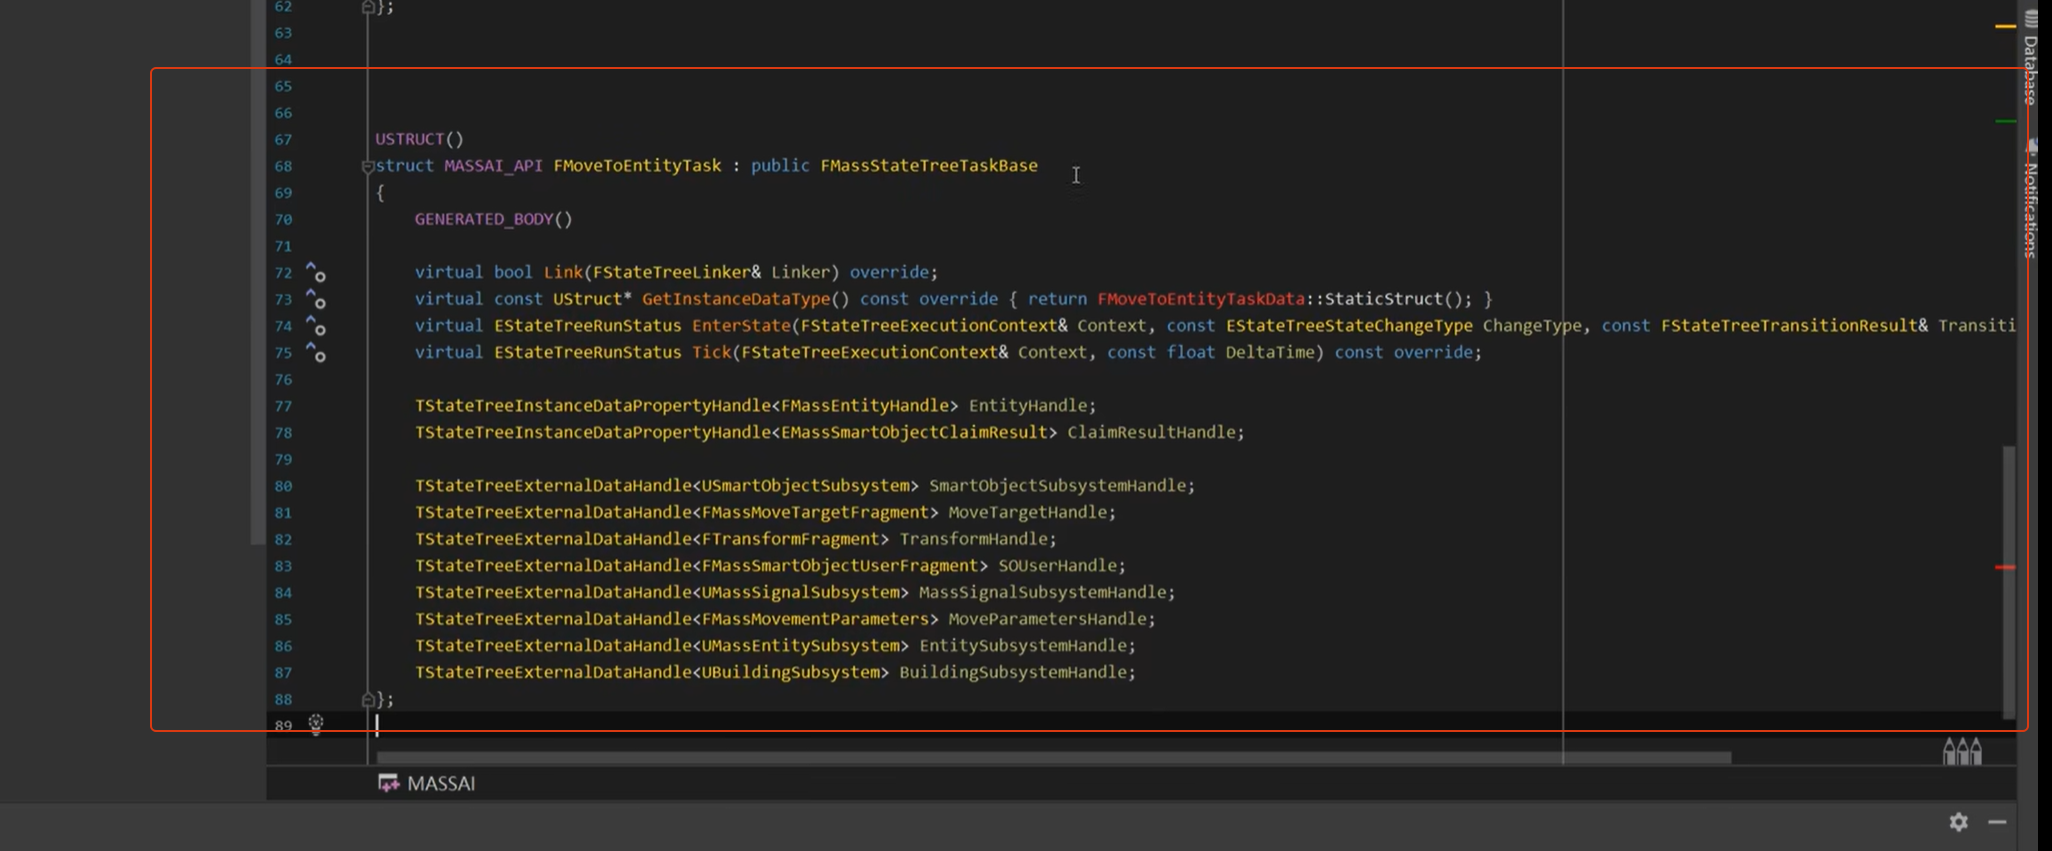 62 };
63
64
65
66
67 USTRUCT()
68 struct MASSAI_API FMoveToEntityTask : public FMassStateTreeTaskBase
69 {
70 GENERATED_BODY()
71
72 virtual bool Link(FStateTreeLinker& Linker) override;
73 virtual const UStruct* GetInstanceDataType() const override { return FMoveToEntityTaskData::StaticStruct(); }
74 virtual EStateTreeRunStatus EnterState(FStateTreeExecutionContext& Context, const EStateTreeStateChangeType ChangeType, const FStateTreeTransitionResult& Transiti
75 virtual EStateTreeRunStatus Tick(FStateTreeExecutionContext& Context, const float DeltaTime) const override;
76
77 TStateTreeInstanceDataPropertyHandle<FMassEntityHandle> EntityHandle;
78 TStateTreeInstanceDataPropertyHandle<EMassSmartObjectClaimResult> ClaimResultHandle;
79
80 TStateTreeExternalDataHandle<USmartObjectSubsystem> SmartObjectSubsystemHandle;
81 TStateTreeExternalDataHandle<FMassMoveTargetFragment> MoveTargetHandle;
82 TStateTreeExternalDataHandle<FTransformFragment> TransformHandle;
83 TStateTreeExternalDataHandle<FMassSmartObjectUserFragment> SOUserHandle;
84 TStateTreeExternalDataHandle<UMassSignalSubsystem> MassSignalSubsystemHandle;
85 TStateTreeExternalDataHandle<FMassMovementParameters> MoveParametersHandle;
86 TStateTreeExternalDataHandle<UMassEntitySubsystem> EntitySubsystemHandle;
87 TStateTreeExternalDataHandle<UBuildingSubsystem> BuildingSubsystemHandle;
88 };
89
MASSAI
Database
Notifications